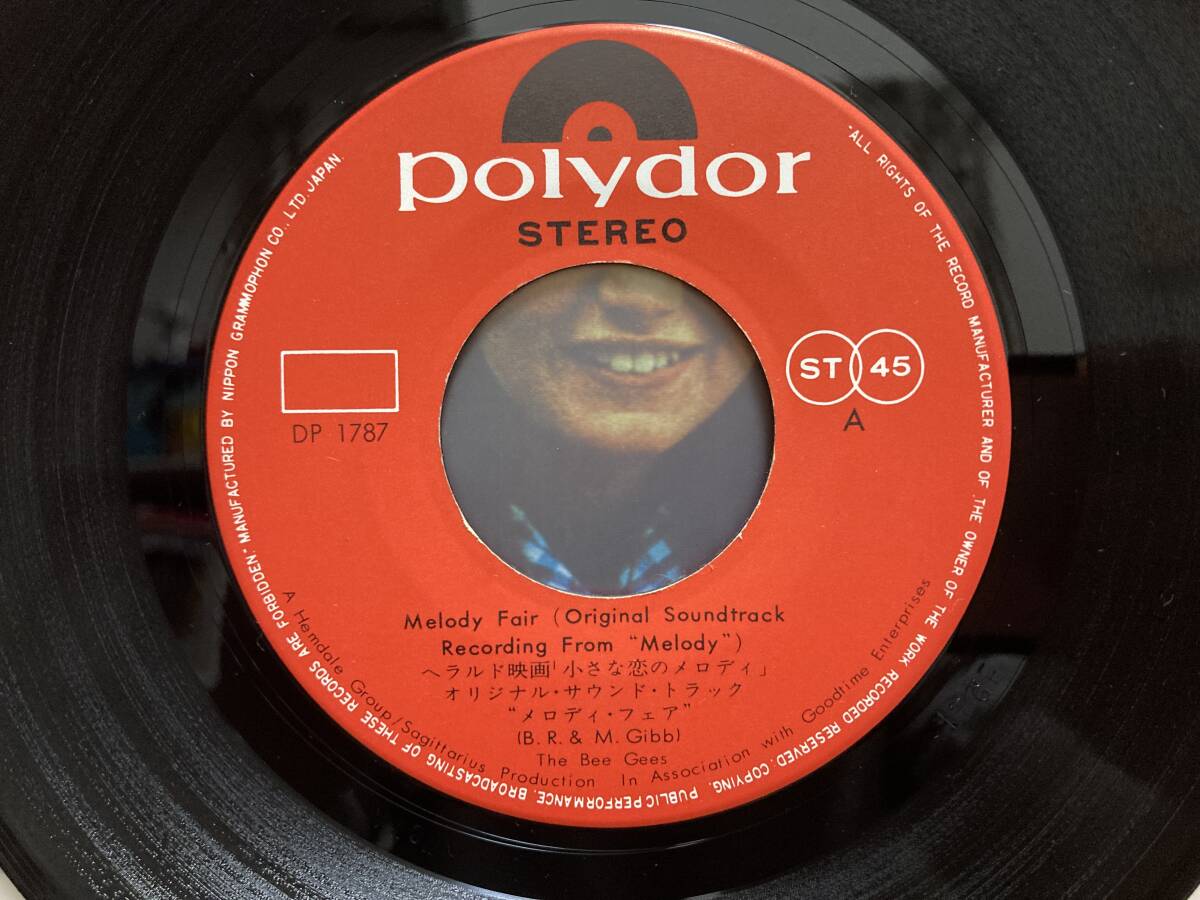 polydor
STEREO
DP 1787
ST 45
A
Melody Fair (Original Soundtrack
Recording From "Melody")
ヘラルド映画「小さな恋のメロディ」
オリジナル・サウンド・トラック
"メロディ・フェア"
(B. R. & M. Gibb)
The Bee Gees
A Hemdale Group/Sagittarius Production In Association with Goodtime Enterprises
·ALL RIGHTS OF THE RECORD MANUFACTURER AND OF THE OWNER OF THE WORK RECORDED RESERVED. COPYING. PUBLIC PERFORMANCE. BROADCASTING OF THESE RECORDS ARE FORBIDDEN· MANUFACTURED BY NIPPON GRAMMOPHON CO., LTD. JAPAN.